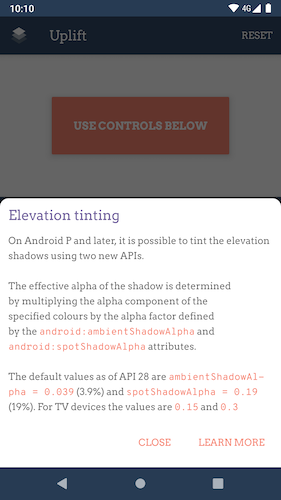 10:10
4G
Uplift
RESET
USE CONTROLS BELOW
Elevation tinting
On Android P and later, it is possible to tint the elevation
shadows using two new APIs.
The effective alpha of the shadow is determined
by multiplying the alpha component of the
specified colours by the alpha factor defined
by the android:ambientShadowAlpha and
android:spotShadowAlpha attributes.
The default values as of API 28 are ambientShadowAl-
pha = 0.039 (3.9%) and spotShadowAlpha = 0.19
(19%). For TV devices the values are 0.15 and 0.3
CLOSE
LEARN MORE